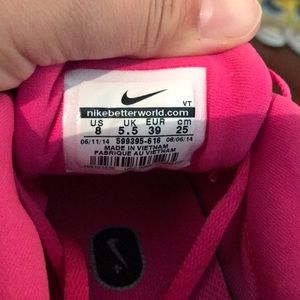 VT
nikebetterworld.com
US UK EUR cm
8 5.5 39 25
06/11/14 599395-616 08/06/14
MADE IN VIETNAM
FABRIQUE AU VIETNAM